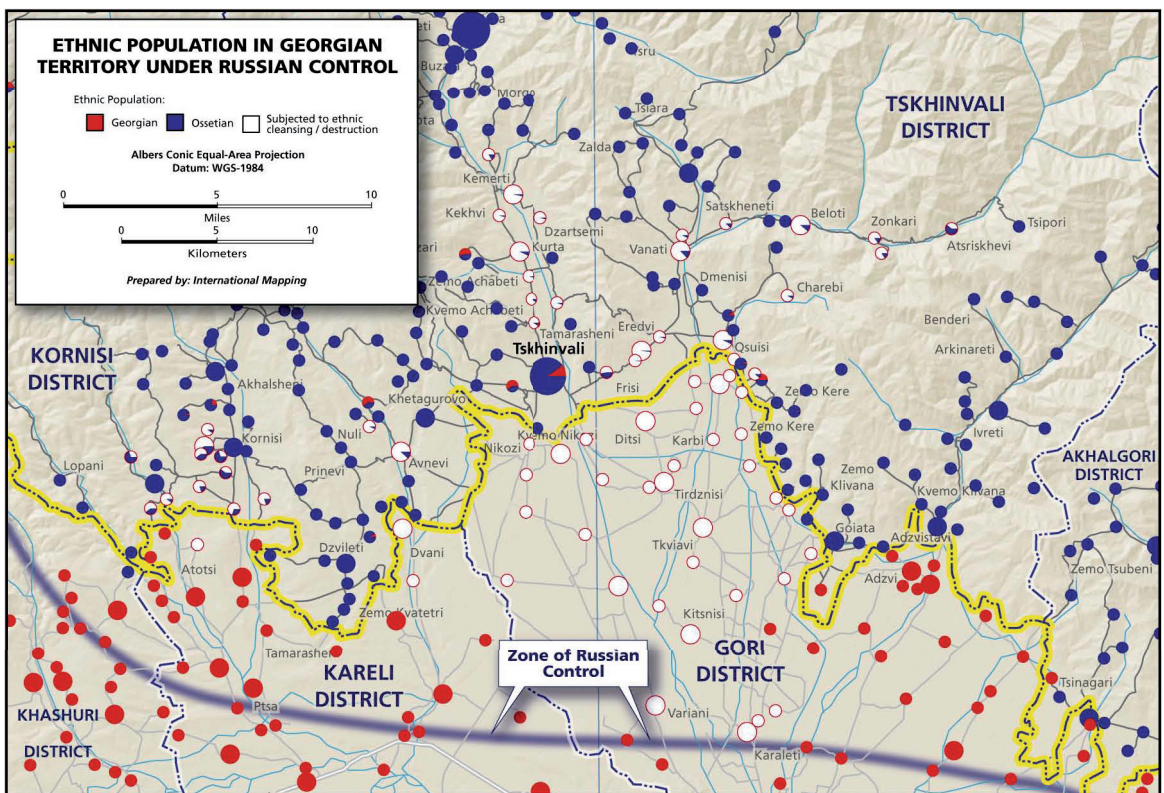 ETHNIC POPULATION IN GEORGIAN
TERRITORY UNDER RUSSIAN CONTROL
Ethnic Population:
Georgian
Ossetian
Subjected to ethnic
cleansing / destruction
Albers Conic Equal-Area Projection
Datum: WGS-1984
0 5 10
Miles
0 5 10
Kilometers
Prepared by: International Mapping
TSKHINVALI
DISTRICT
Tsiara
Zalda
Kemerti
Kekhvi
Dzartsemi
Satskheneti
Beloti
Zonkari
Tsipori
Atsriskhevi
Kurta
Vanati
Zemo Achabeti
Dmenisi
Charebi
Kvemo Achabeti
Tamarasheni
Eredvi
Benderi
KORNISI
DISTRICT
Tskhinvali
Qsuisi
Arkinareti
Akhalsheni
Khetagurovo
Frisi
Zemo Kere
Zemo Kere
Kornisi
Nuli
Nikozi
Kvemo Nikozi
Ditsi
Karbi
Ivreti
Lopani
Prinevi
Avnevi
Zemo
Klivana
AKHALGORI
DISTRICT
Tirdznisi
Kvemo Klivana
Dvani
Goiata
Adzvistavi
Atotsi
Dzvileti
Tkviavi
Adzvi
Zemo Tsubeni
Zemo Kvatetri
Kitsnisi
Tamarasheni
Zone of Russian
Control
GORI
DISTRICT
KARELI
DISTRICT
Tsinagari
Ptsa
Variani
KHASHURI
DISTRICT
Karaleti